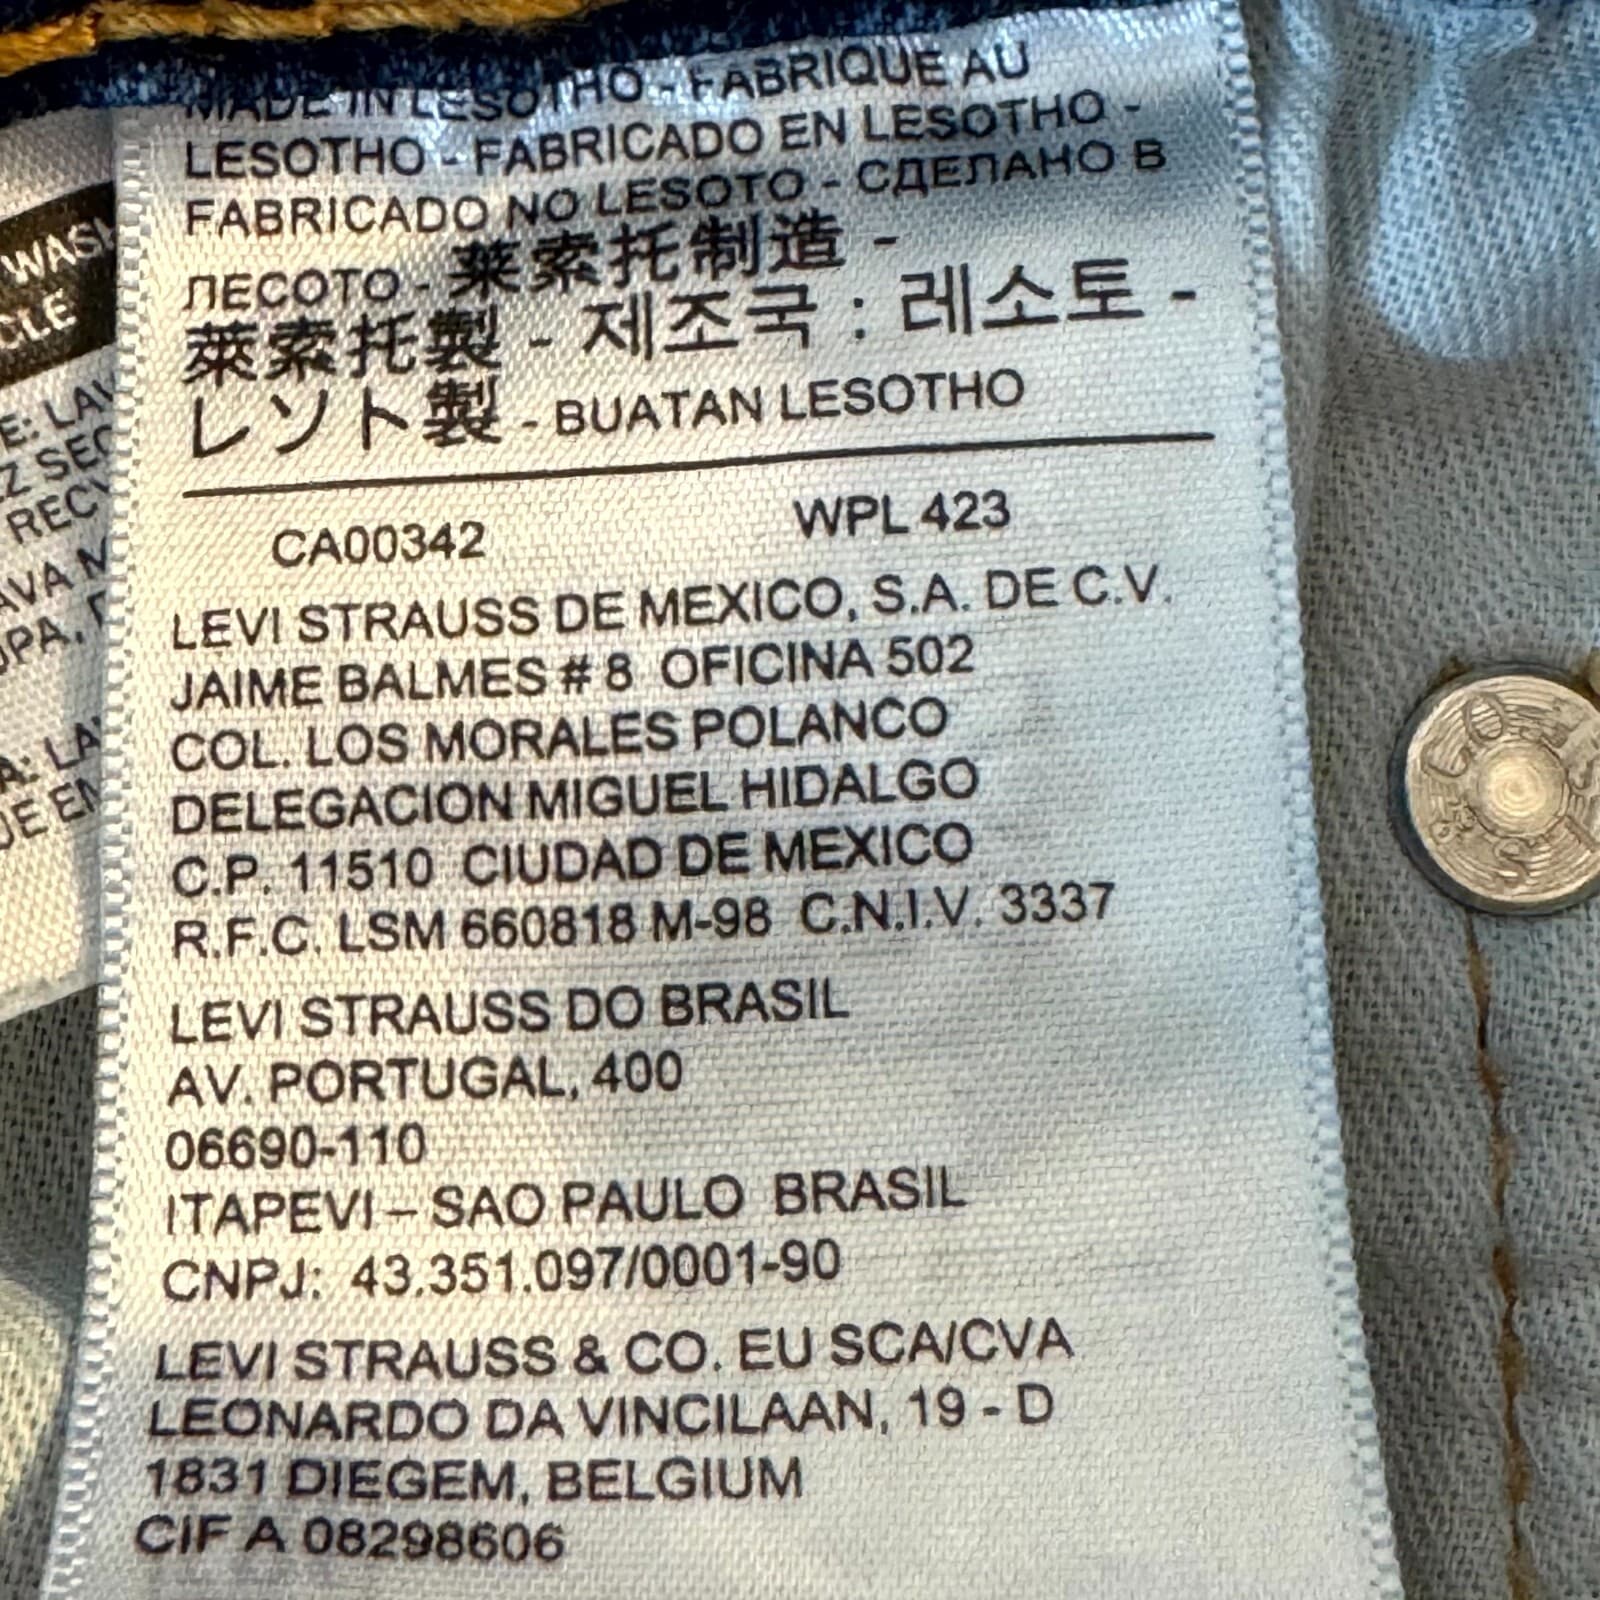 MADE IN LESOTHO - FABRIQUE AU
LESOTHO - FABRICADO EN LESOTHO -
FABRICADO NO LESOTO - СДЕЛАНО В
ЛЕСОТО - 莱索托制造 -
萊索托製 - 제조국 : 레소토 -
レソト製 - BUATAN LESOTHO
CA00342 WPL 423
LEVI STRAUSS DE MEXICO, S.A. DE C.V.
JAIME BALMES # 8 OFICINA 502
COL. LOS MORALES POLANCO
DELEGACION MIGUEL HIDALGO
C.P. 11510 CIUDAD DE MEXICO
R.F.C. LSM 660818 M-98 C.N.I.V. 3337
LEVI STRAUSS DO BRASIL
AV. PORTUGAL, 400
06690-110
ITAPEVI – SAO PAULO BRASIL
CNPJ: 43.351.097/0001-90
LEVI STRAUSS & CO. EU SCA/CVA
LEONARDO DA VINCILAAN, 19 - D
1831 DIEGEM, BELGIUM
CIF A 08298606